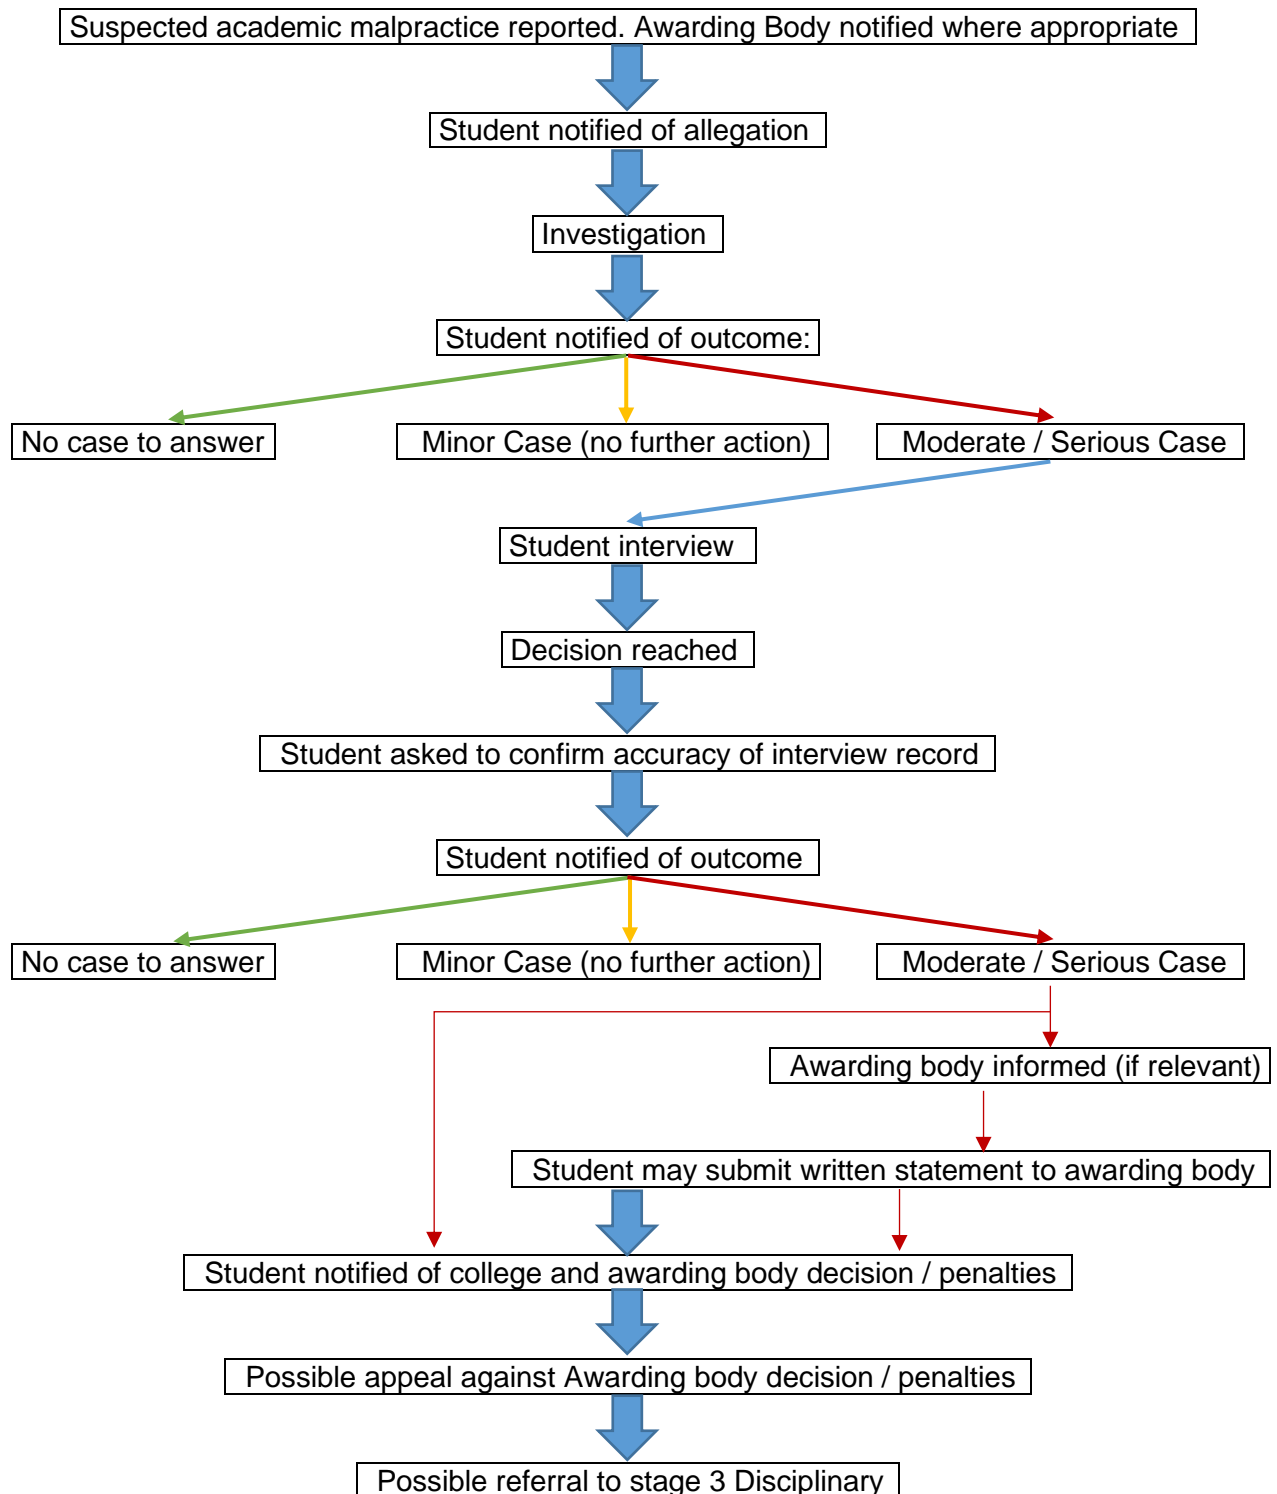 Suspected academic malpractice reported. Awarding Body notified where appropriate
Student notified of allegation
Investigation
Student notified of outcome:
No case to answer
Minor Case (no further action)
Moderate / Serious Case
Student interview
Decision reached
Student asked to confirm accuracy of interview record
Student notified of outcome
No case to answer
Minor Case (no further action)
Moderate / Serious Case
Awarding body informed (if relevant)
Student may submit written statement to awarding body
Student notified of college and awarding body decision / penalties
Possible appeal against Awarding body decision / penalties
Possible referral to stage 3 Disciplinary